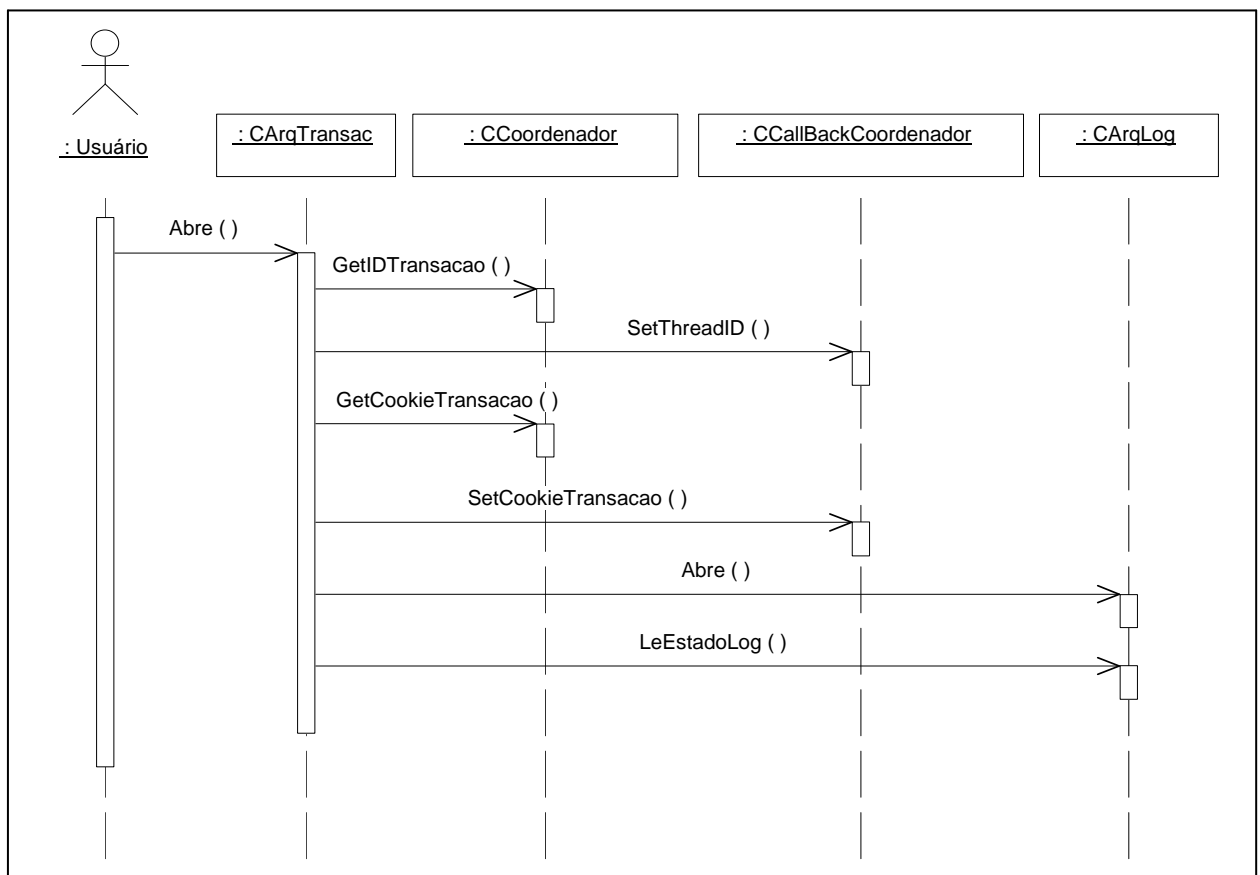 : Usuário
: CArqTransac
: CCoordenador
: CCallBackCoordenador
: CArqLog
Abre ( )
GetIDTransacao ( )
SetThreadID ( )
GetCookieTransacao ( )
SetCookieTransacao ( )
Abre ( )
LeEstadoLog ( )